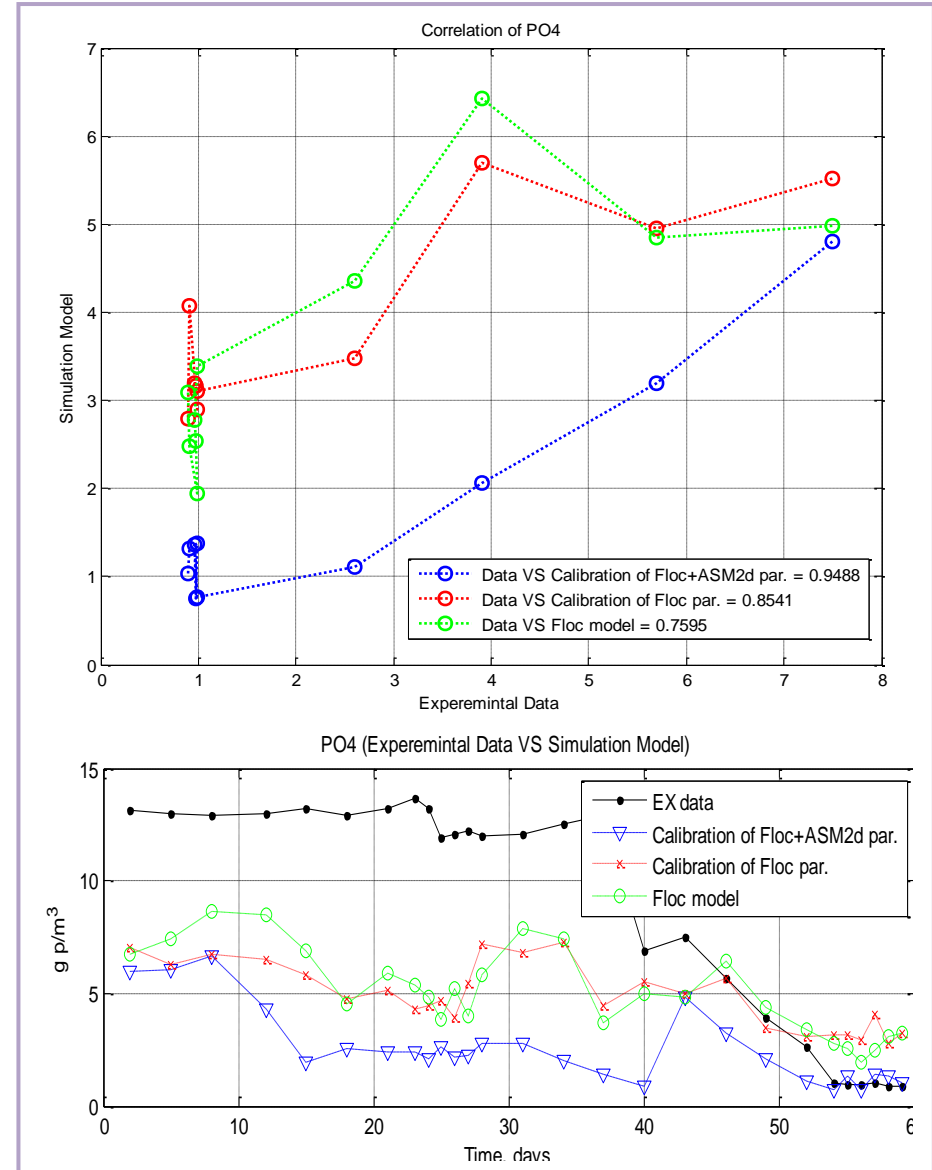 Correlation of PO4
7
6
5
4
3
2
1
0
Simulation Model
Data VS Calibration of Floc+ASM2d par. = 0.9488
Data VS Calibration of Floc par. = 0.8541
Data VS Floc model = 0.7595
0 1 2 3 4 5 6 7 8
Experemintal Data
PO4 (Experemintal Data VS Simulation Model)
15
10
5
0
g p/m^3
EX data
Calibration of Floc+ASM2d par.
Calibration of Floc par.
Floc model
0 10 20 30 40 50 6
Time, days